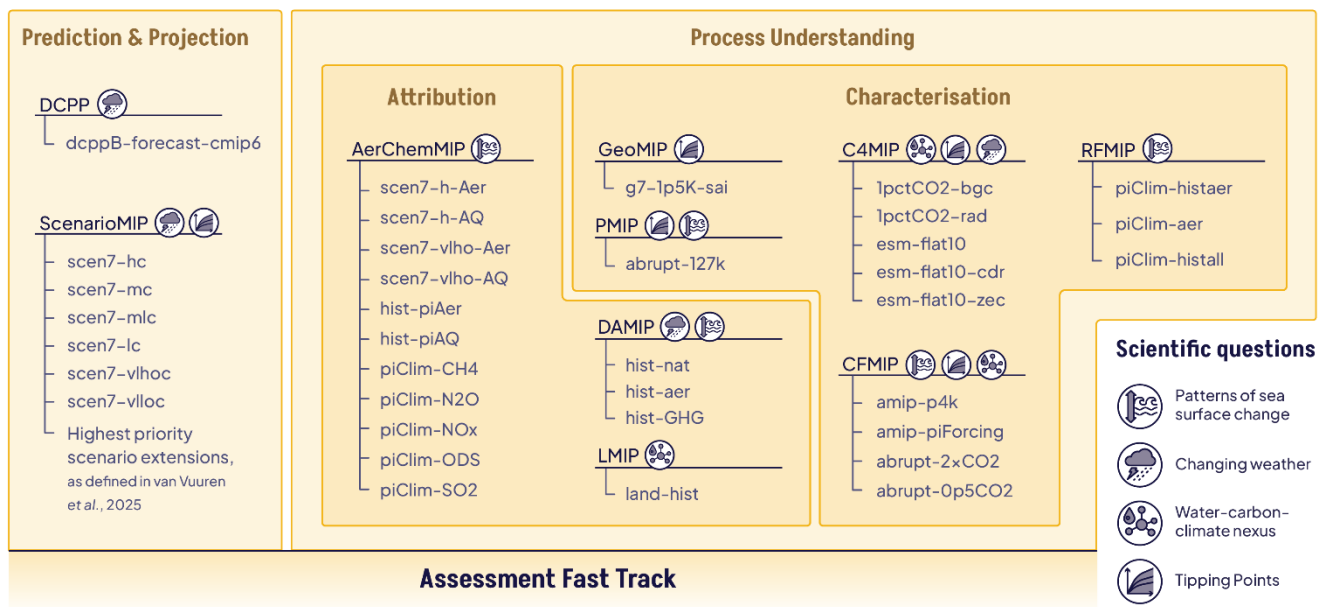 Prediction & Projection
DCPP
dcppB-forecast-cmip6
ScenarioMIP
scen7-hc
scen7-mc
scen7-mlc
scen7-lc
scen7-vlhoc
scen7-vlloc
Highest priority
scenario extensions,
as defined in van Vuuren
et al., 2025
Process Understanding
Attribution
AerChemMIP
scen7-h-Aer
scen7-h-AQ
scen7-vlho-Aer
scen7-vlho-AQ
hist-piAer
hist-piAQ
piClim-CH4
piClim-N2O
piClim-NOx
piClim-ODS
piClim-SO2
DAMIP
hist-nat
hist-aer
hist-GHG
LMIP
land-hist
Characterisation
GeoMIP
g7-1p5K-sai
PMIP
abrupt-127k
C4MIP
1pctCO2-bgc
1pctCO2-rad
esm-flat10
esm-flat10-cdr
esm-flat10-zec
CFMIP
amip-p4k
amip-piForcing
abrupt-2×CO2
abrupt-0p5CO2
RFMIP
piClim-histaer
piClim-aer
piClim-histall
Scientific questions
Patterns of sea
surface change
Changing weather
Water-carbon-
climate nexus
Tipping Points
Assessment Fast Track